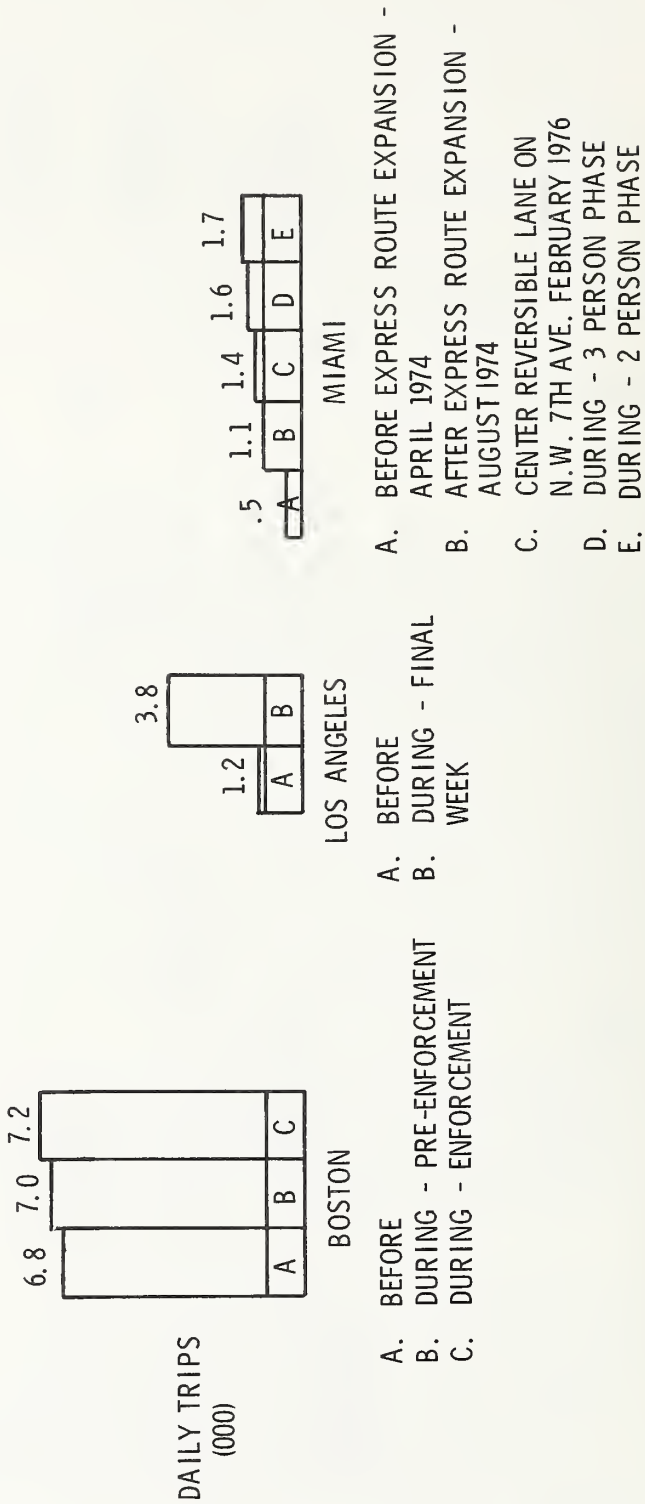 DAILY TRIPS
(000)
6.8
7.0
7.2
A
B
C
BOSTON
A. BEFORE
B. DURING - PRE-ENFORCEMENT
C. DURING - ENFORCEMENT
1.2
3.8
A
B
LOS ANGELES
A. BEFORE
B. DURING - FINAL
WEEK
.5
1.1
1.4
1.6
1.7
A
B
C
D
E
MIAMI
A. BEFORE EXPRESS ROUTE EXPANSION -
APRIL 1974
B. AFTER EXPRESS ROUTE EXPANSION -
AUGUST 1974
C. CENTER REVERSIBLE LANE ON
N.W. 7TH AVE. FEBRUARY 1976
D. DURING - 3 PERSON PHASE
E. DURING - 2 PERSON PHASE